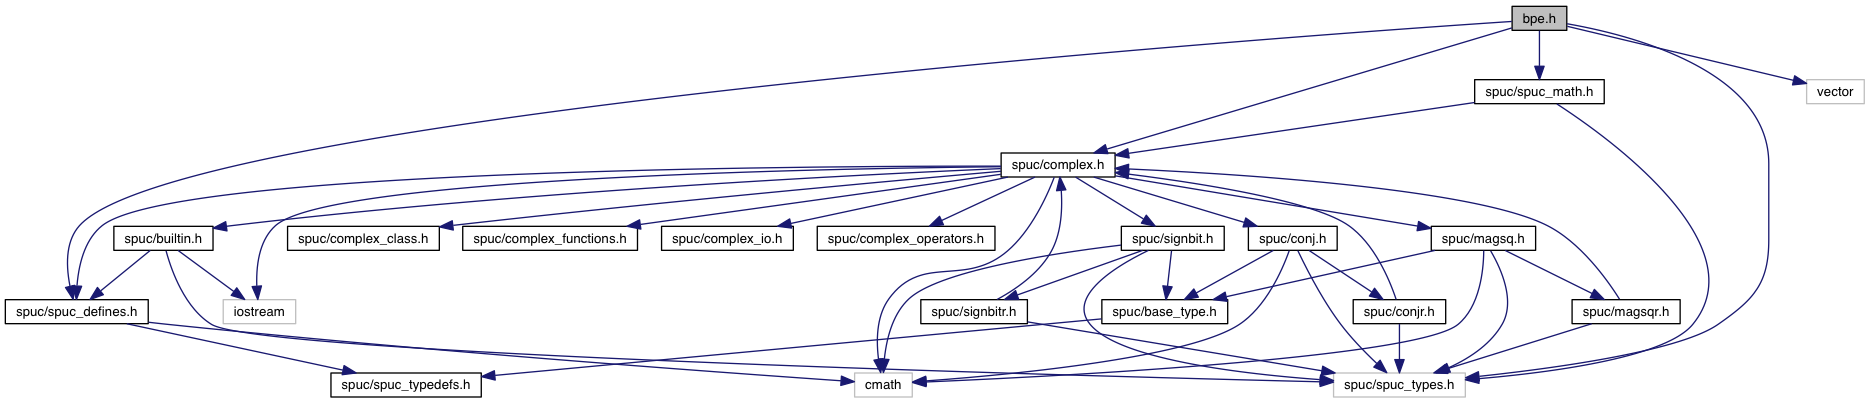 bpe.h
spuc/spuc_math.h
vector
spuc/complex.h
spuc/builtin.h
spuc/complex_class.h
spuc/complex_functions.h
spuc/complex_io.h
spuc/complex_operators.h
spuc/signbit.h
spuc/conj.h
spuc/magsq.h
spuc/spuc_defines.h
iostream
spuc/signbitr.h
spuc/base_type.h
spuc/conjr.h
spuc/magsqr.h
spuc/spuc_typedefs.h
cmath
spuc/spuc_types.h